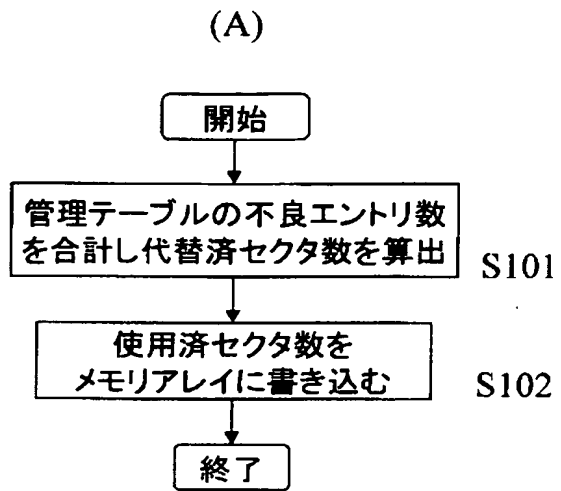 (A)
開始
管理テーブルの不良エントリ数
を合計し代替済セクタ数を算出
S101
使用済セクタ数を
メモリアレイに書き込む
S102
終了